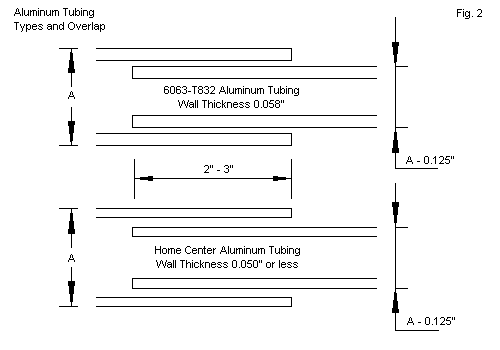 Aluminum Tubing
Types and Overlap
Fig. 2
A
6063-T832 Aluminum Tubing
Wall Thickness 0.058"
A - 0.125"
2" - 3"
A
Home Center Aluminum Tubing
Wall Thickness 0.050" or less
A - 0.125"